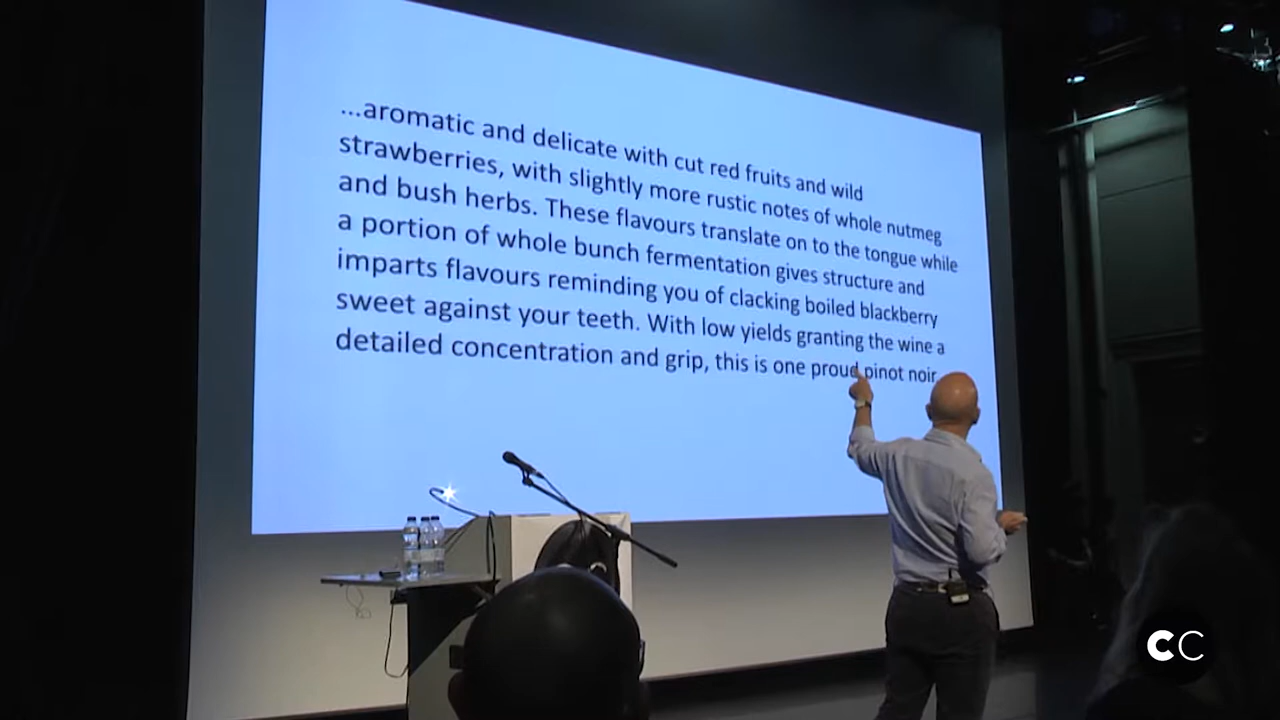 ...aromatic and delicate with cut red fruits and wild
strawberries, with slightly more rustic notes of whole nutmeg
and bush herbs. These flavours translate on to the tongue while
a portion of whole bunch fermentation gives structure and
imparts flavours reminding you of clacking boiled blackberry
sweet against your teeth. With low yields granting the wine a
detailed concentration and grip, this is one proud pinot noir
CC